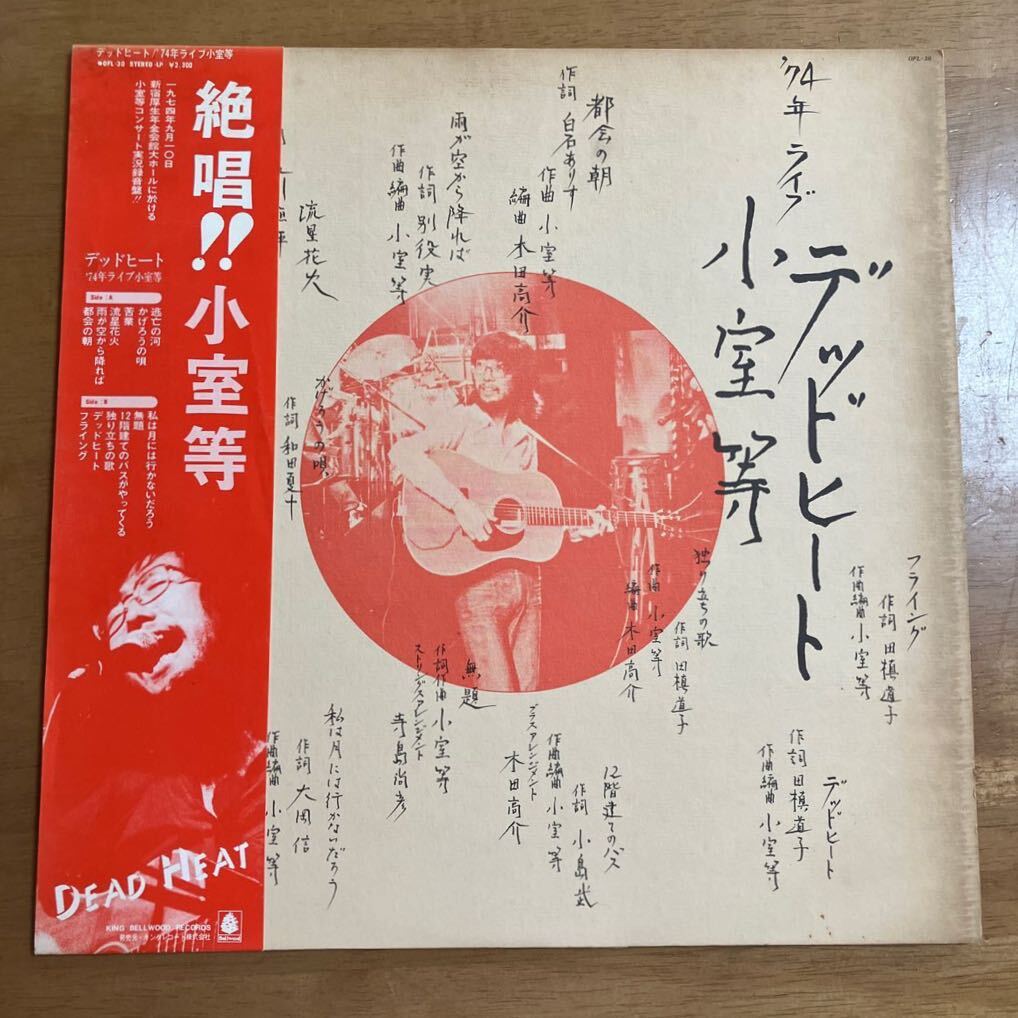 デッドヒート/'74年ライブ小室等
OFL-30 STEREO・LP ¥2,300
絶唱!!小室等
一九七四年九月一〇日
新宿厚生年金会館大ホールに於ける
小室等コンサート実況録音盤!!
デッドヒート
'74年ライブ小室等
Side:A
逃亡の河
かげろうの唄
苦業
流星花火
雨が空から降れば
都会の朝
Side:B
私は月には行かないだろう
無題
12階建てのバスがやってくる
独り立ちの歌
デッドヒート
フライング
DEAD HEAT
KING BELLWOOD RECORDS
発売元・キングレコード株式会社
Bellwood
OFL-30
'74年ライブ
デッドヒート
小室等
都会の朝
作詞 白石ありす
作曲 小室等
編曲 木田高介
雨が空から降れば
作詞 別役実
作曲編曲 小室等
流星花火
かげろうの唄
作詞 和田夏十
フライング
作詞 田槙道子
作曲編曲 小室等
独り立ちの歌
作詞 田槙道子
作曲 小室等
編曲 木田高介
デッドヒート
作詞 田槙道子
作曲編曲 小室等
12階建てのバス
作詞 小島武
作曲編曲 小室等
ブラスアレンジメント
木田高介
無題
作詞作曲 小室等
ストリングスアレンジメント
寺島尚彦
私は月には行かないだろう
作詞 大岡信
作曲編曲 小室等